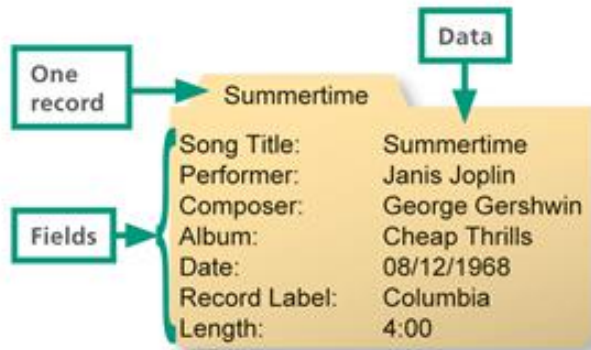 Data
One
record
Summertime
Song Title: Summertime
Performer: Janis Joplin
Composer: George Gershwin
Fields
Album: Cheap Thrills
Date: 08/12/1968
Record Label: Columbia
Length: 4:00